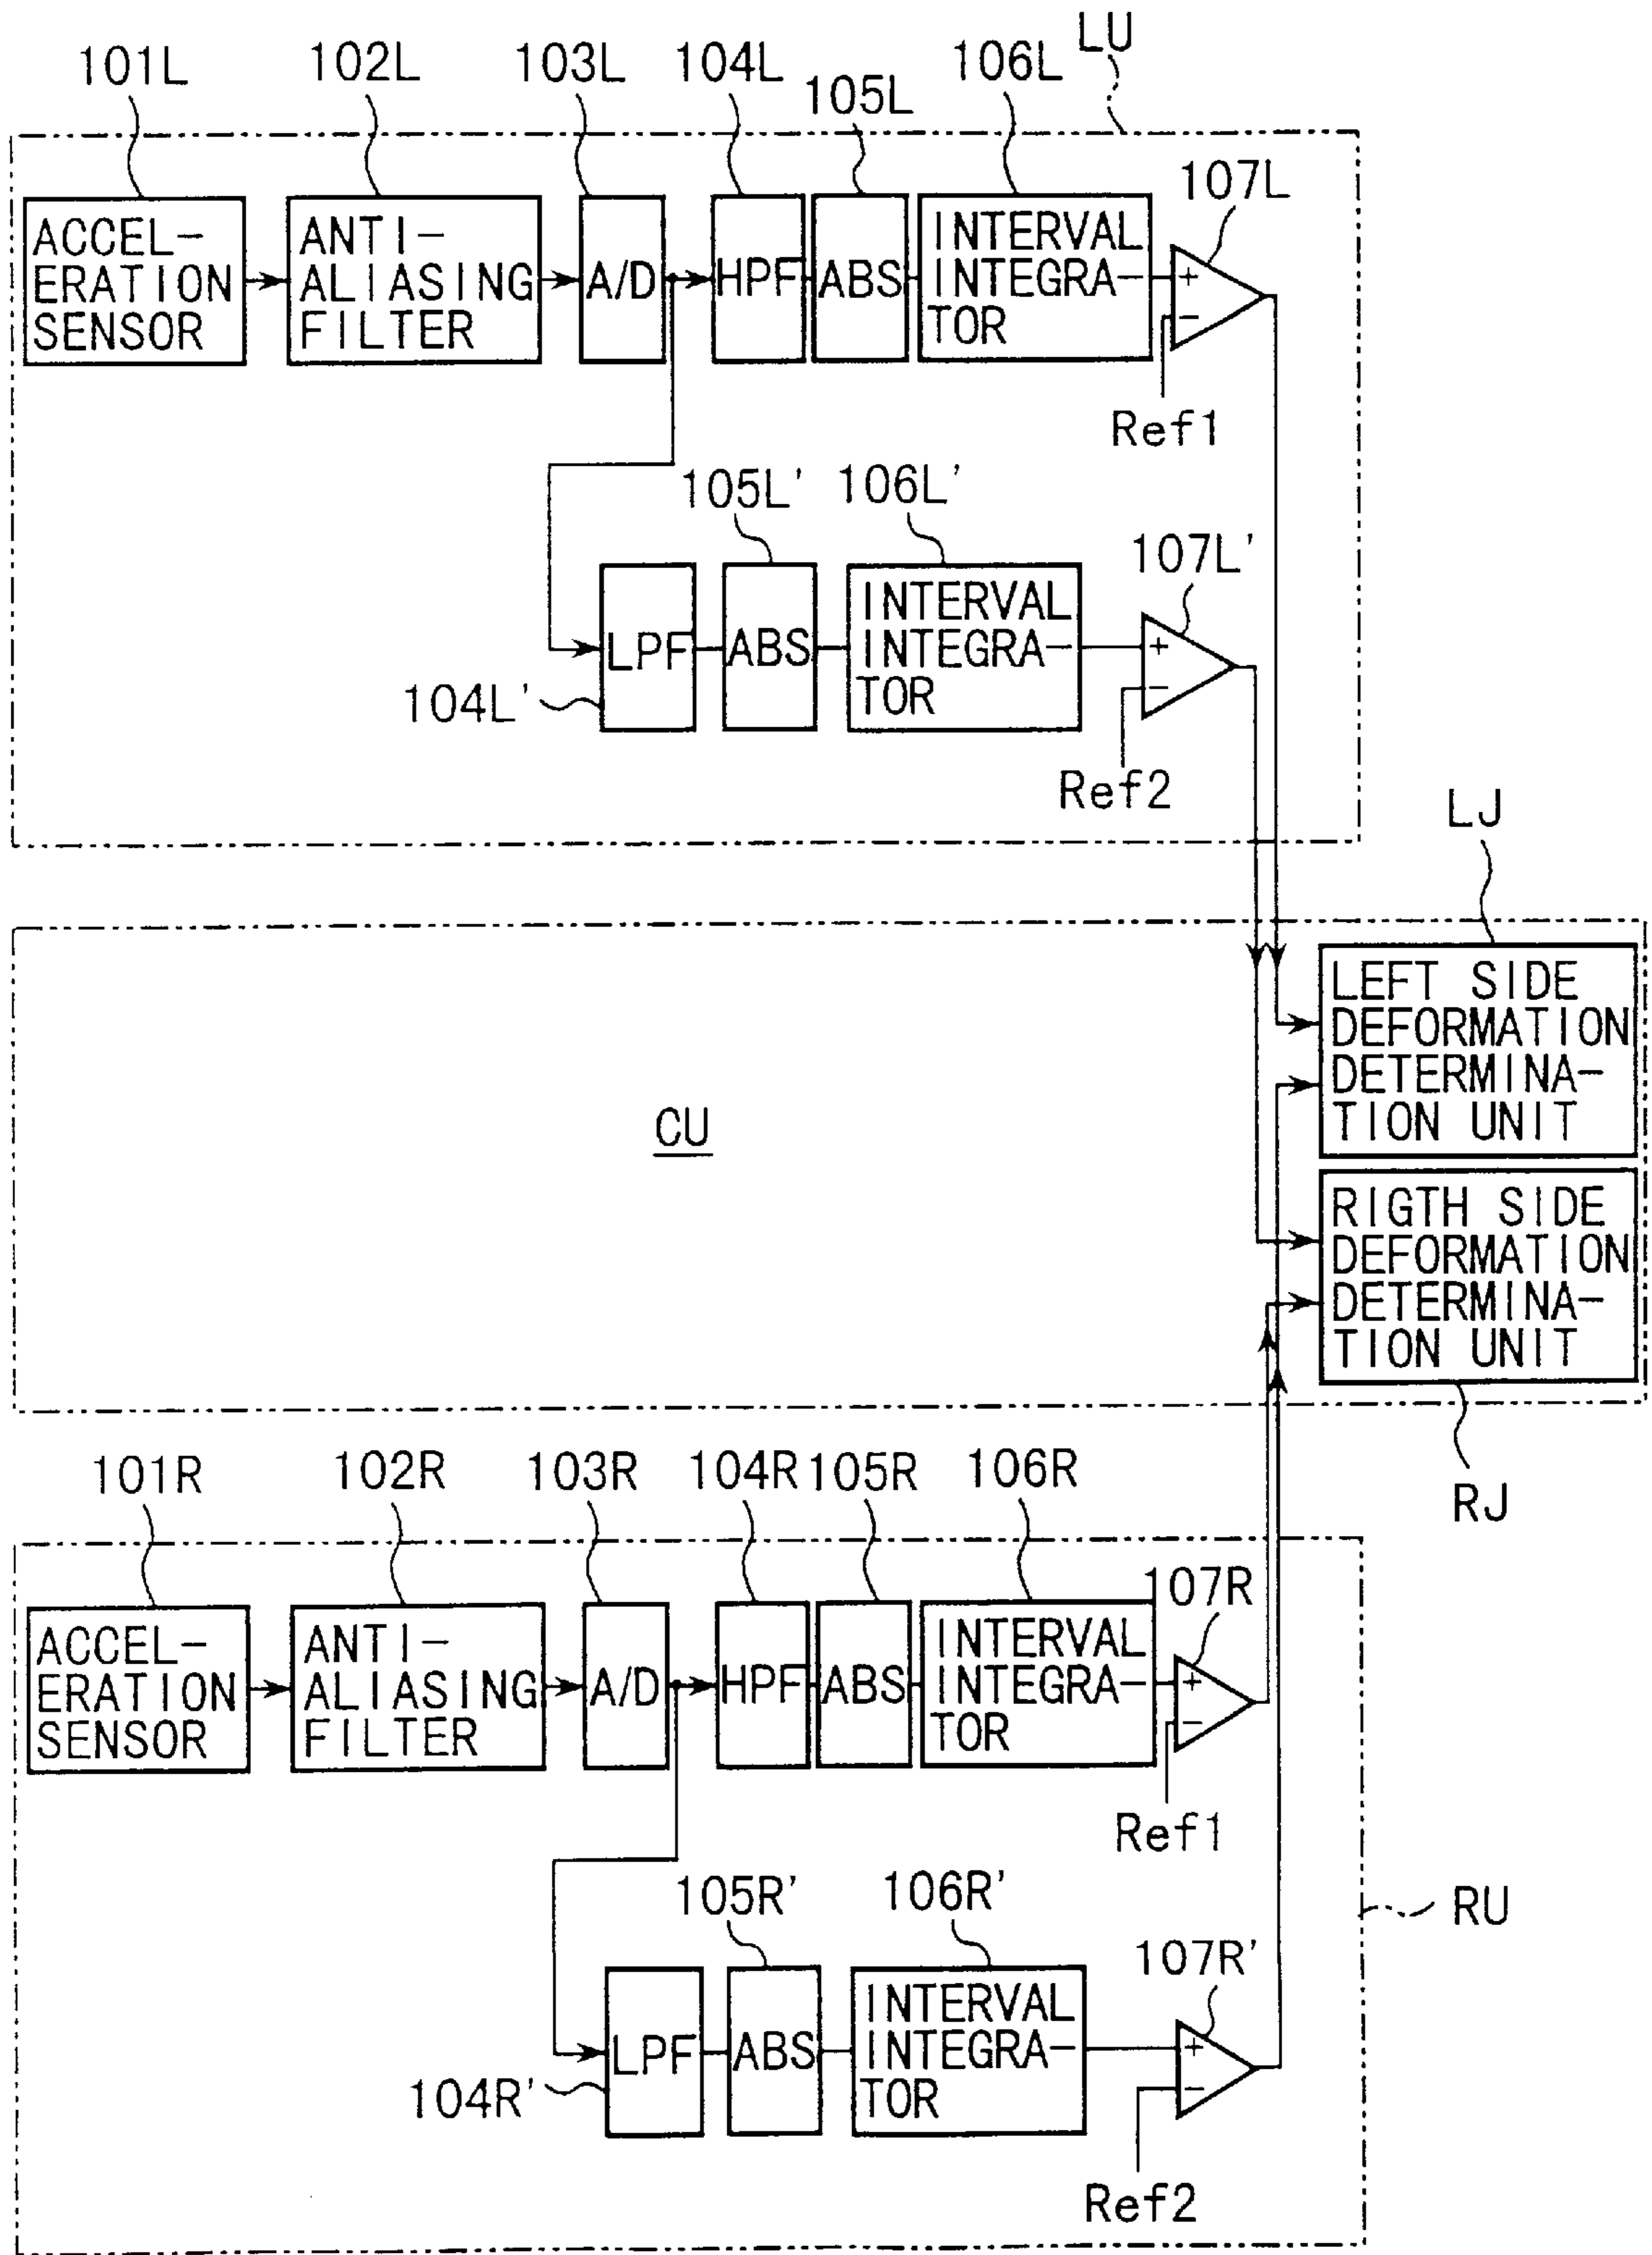 LU
101L
102L
103L
104L
105L
106L
107L
ACCEL-
ERATION
SENSOR
ANTI-
ALIASING
FILTER
A/D
HPF
ABS
INTERVAL
INTEGRA-
TOR
+
−
Ref1
105L'
106L'
107L'
LPF
104L'
ABS
INTERVAL
INTEGRA-
TOR
+
−
Ref2
LJ
LEFT SIDE
DEFORMATION
DETERMINA-
TION UNIT
CU
RIGTH SIDE
DEFORMATION
DETERMINA-
TION UNIT
RJ
101R
102R
103R
104R
105R
106R
107R
ACCEL-
ERATION
SENSOR
ANTI-
ALIASING
FILTER
A/D
HPF
ABS
INTERVAL
INTEGRA-
TOR
+
−
Ref1
105R'
106R'
RU
107R'
LPF
104R'
ABS
INTERVAL
INTEGRA-
TOR
+
−
Ref2